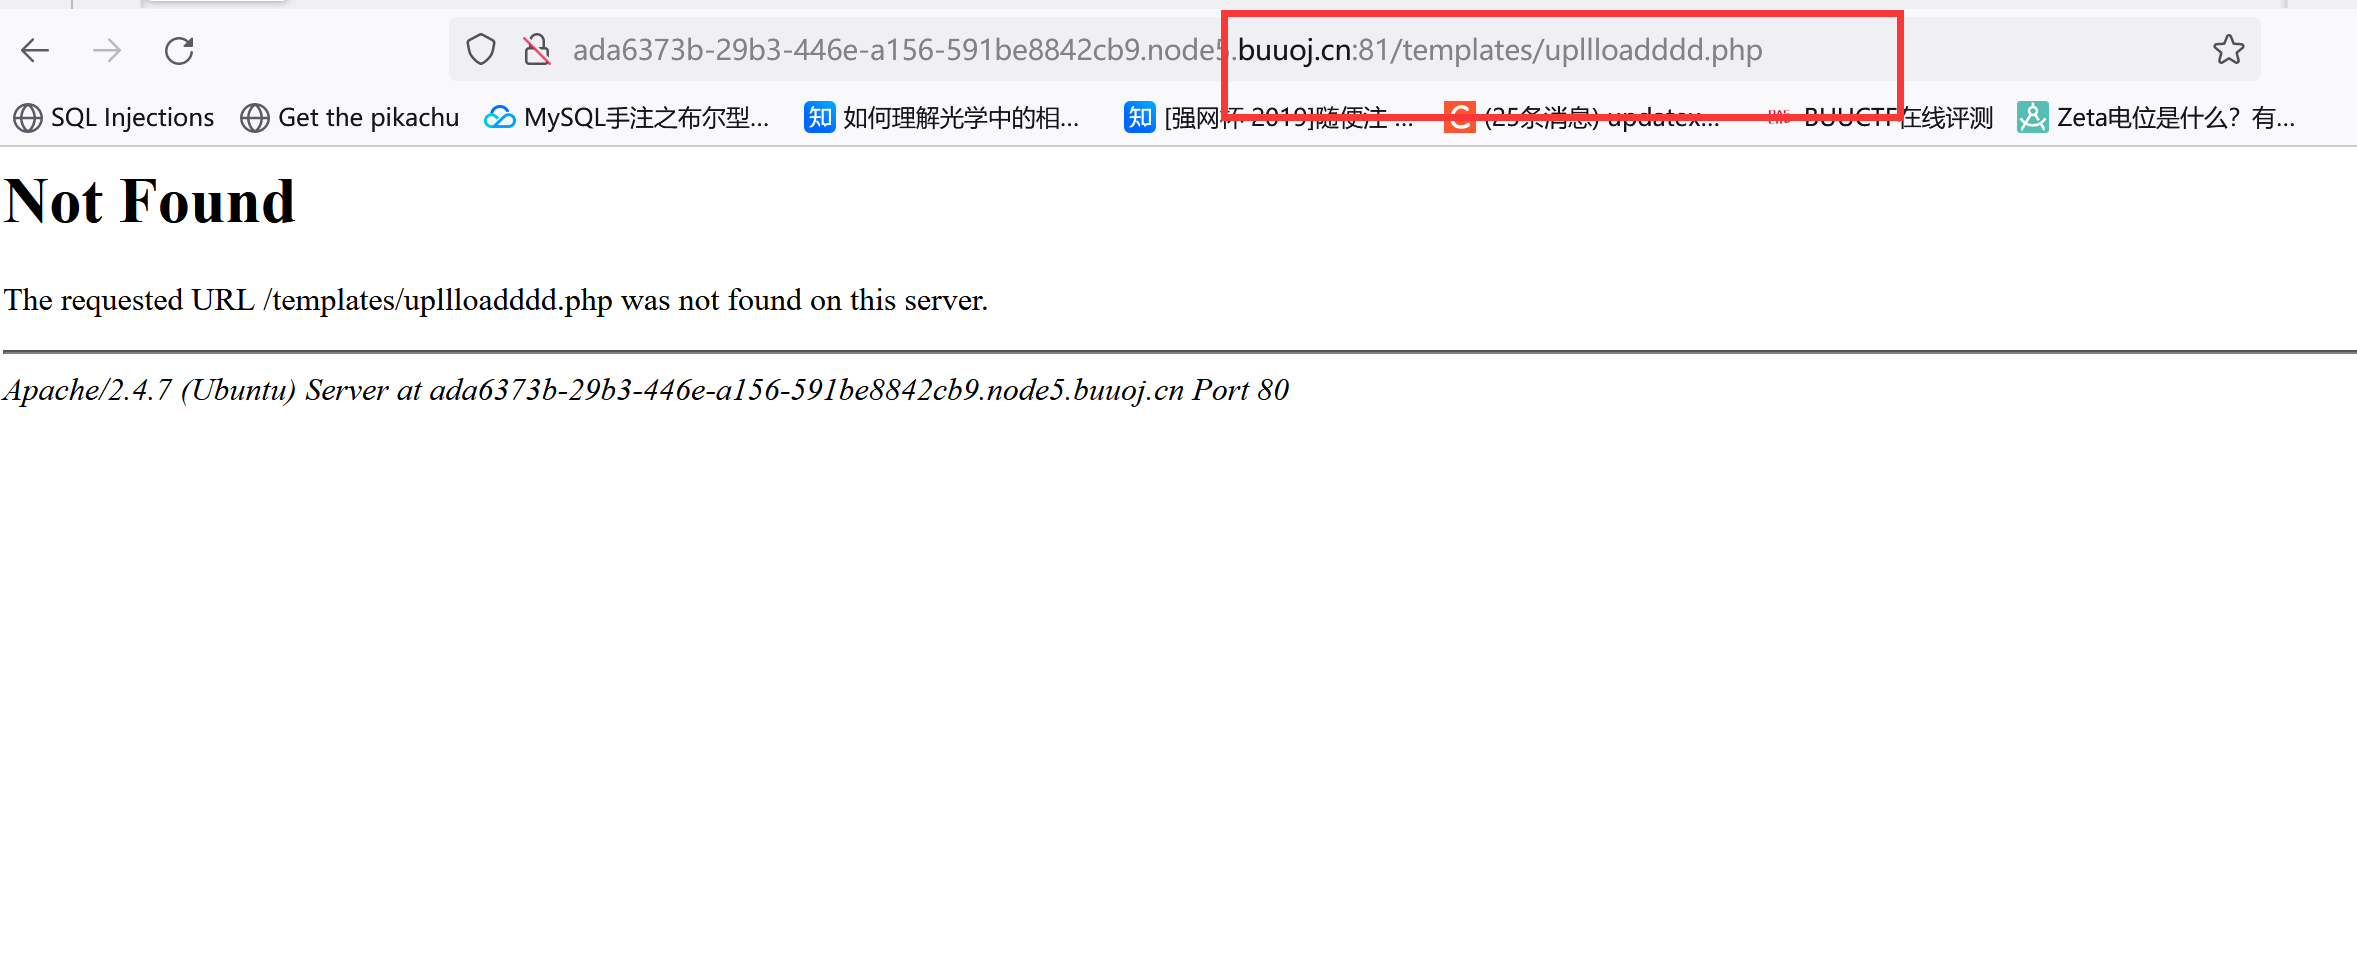 ada6373b-29b3-446e-a156-591be8842cb9.node5.buuoj.cn:81/templates/upllloadddd.php
SQL Injections Get the pikachu MySQL手注之布尔型... 知 如何理解光学中的相... 知 [强网杯 2019]随便注 ... C (25条消息) updatex... BUUCTF在线评测 Zeta电位是什么？有...
Not Found
The requested URL /templates/upllloadddd.php was not found on this server.
Apache/2.4.7 (Ubuntu) Server at ada6373b-29b3-446e-a156-591be8842cb9.node5.buuoj.cn Port 80